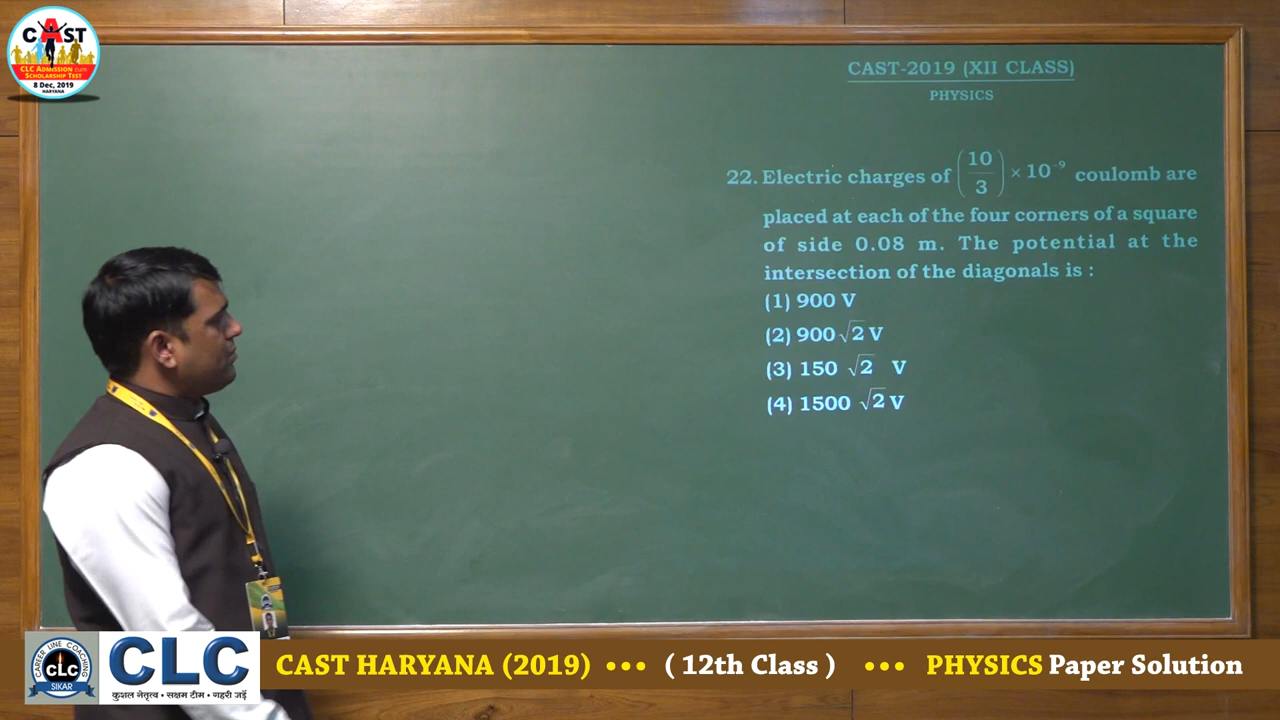 CAST
CLC ADMISSION cum
SCHOLARSHIP TEST
8 Dec, 2019
HARYANA
CAST-2019 (XII CLASS)
PHYSICS
22. Electric charges of (10/3) × 10⁻⁹ coulomb are
placed at each of the four corners of a square
of side 0.08 m. The potential at the
intersection of the diagonals is :
(1) 900 V
(2) 900 √2 V
(3) 150 √2 V
(4) 1500 √2 V
CAREER LINE COACHING
CLC
SIKAR
CLC
कुशल नेतृत्व • सक्षम टीम • गहरी जड़ें
CAST HARYANA (2019) ••• ( 12th Class ) ••• PHYSICS Paper Solution